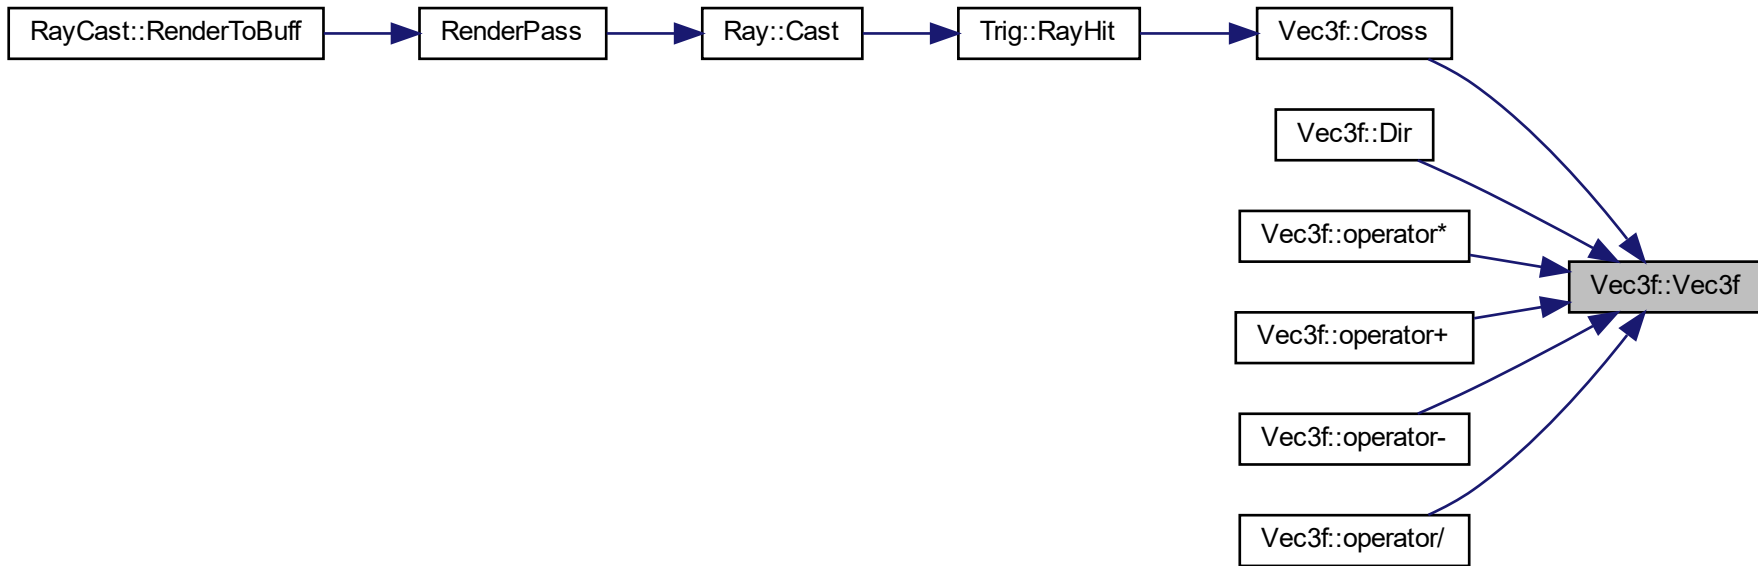 RayCast::RenderToBuff
RenderPass
Ray::Cast
Trig::RayHit
Vec3f::Cross
Vec3f::Dir
Vec3f::operator*
Vec3f::Vec3f
Vec3f::operator+
Vec3f::operator-
Vec3f::operator/